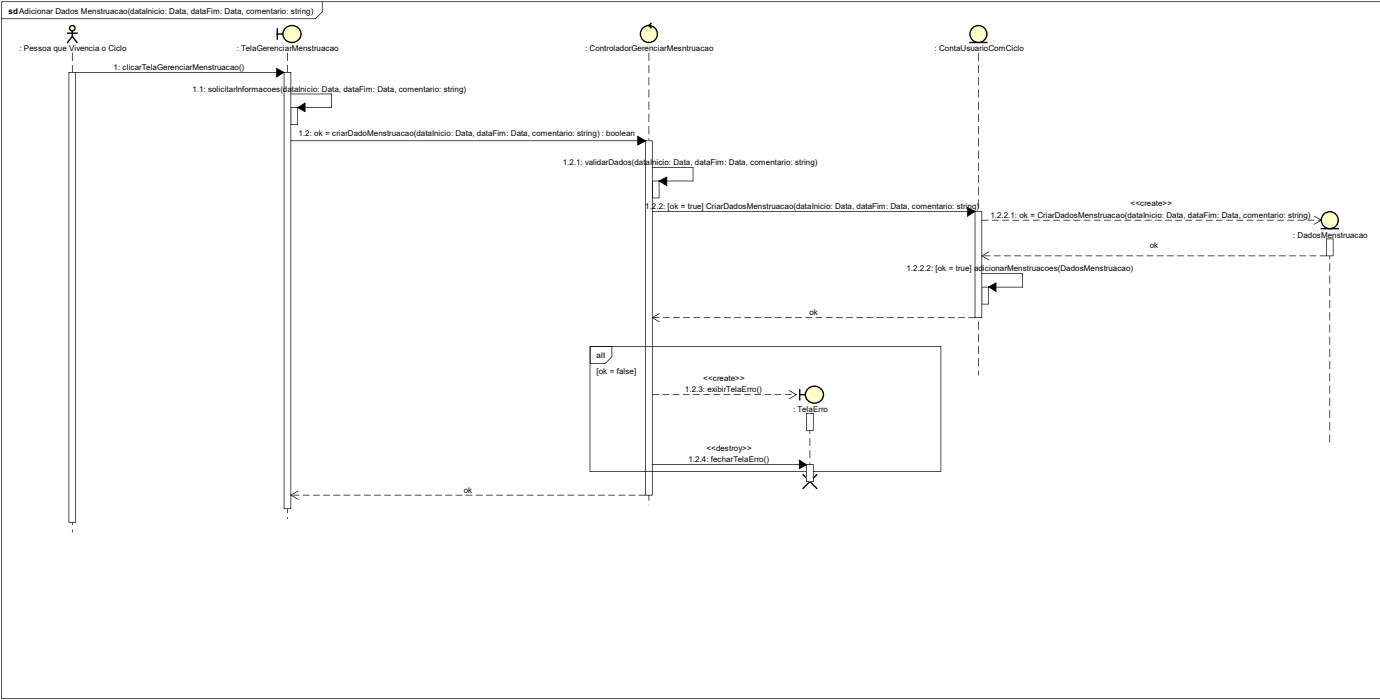 sd Adicionar Dados Menstruacao(dataInicio: Data, dataFim: Data, comentario: string)
: Pessoa que Vivencia o Ciclo
: TelaGerenciarMenstruacao
: ControladorGerenciarMesntruacao
: ContaUsuarioComCiclo
1: clicarTelaGerenciarMenstruacao()
1.1: solicitarInformacoes(dataInicio: Data, dataFim: Data, comentario: string)
1.2: ok = criarDadoMenstruacao(dataInicio: Data, dataFim: Data, comentario: string) : boolean
1.2.1: validarDados(dataInicio: Data, dataFim: Data, comentario: string)
1.2.2: [ok = true] CriarDadosMenstruacao(dataInicio: Data, dataFim: Data, comentario: string)
<<create>>
1.2.2.1: ok = CriarDadosMenstruacao(dataInicio: Data, dataFim: Data, comentario: string)
: DadosMenstruacao
ok
1.2.2.2: [ok = true] adicionarMenstruacoes(DadosMenstruacao)
ok
alt
[ok = false]
<<create>>
1.2.3: exibirTelaErro()
: TelaErro
<<destroy>>
1.2.4: fecharTelaErro()
ok